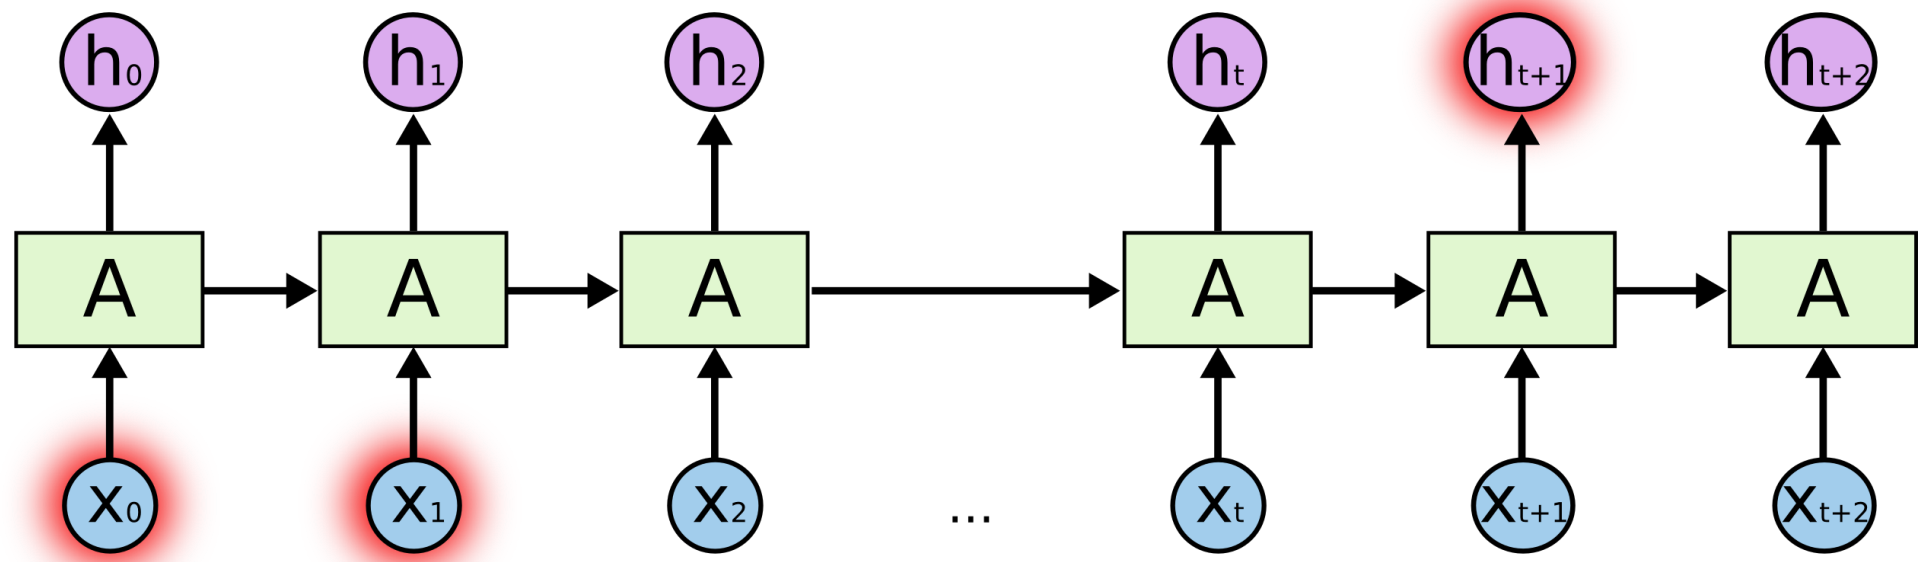 h0 h1 h2 ht ht+1 ht+2
A A A A A A
x0 x1 x2 ... xt xt+1 xt+2